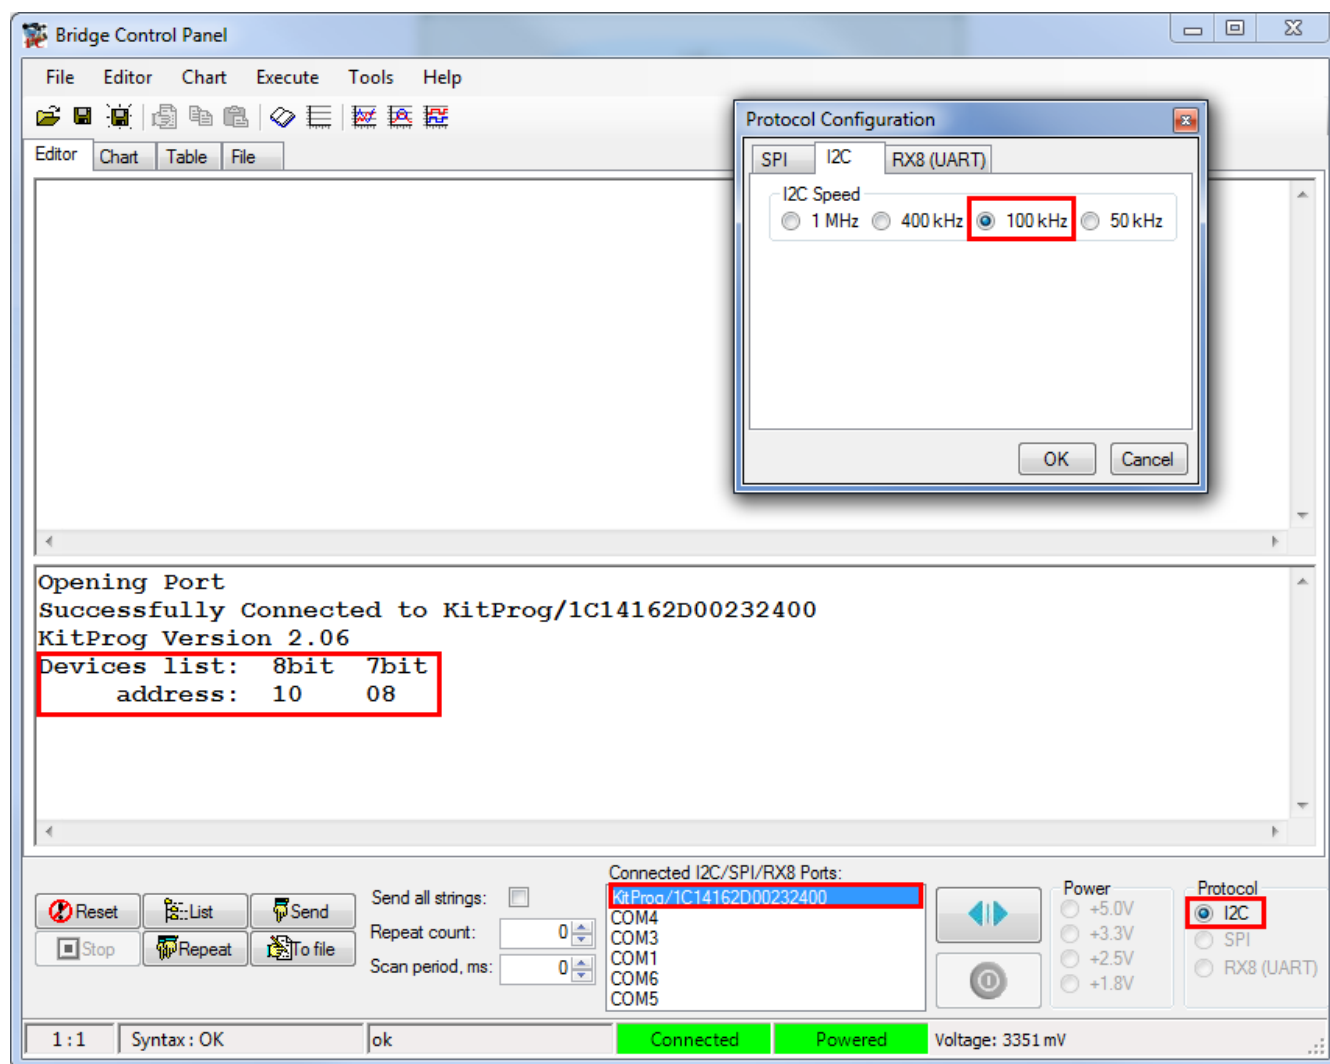 Bridge Control Panel
File Editor Chart Execute Tools Help
Editor Chart Table File
Protocol Configuration
SPI I2C RX8 (UART)
I2C Speed
1 MHz 400 kHz 100 kHz 50 kHz
OK Cancel
Opening Port
Successfully Connected to KitProg/1C14162D00232400
KitProg Version 2.06
Devices list: 8bit 7bit
address: 10 08
Reset List Send
Stop Repeat To file
Send all strings:
Repeat count: 0
Scan period, ms: 0
Connected I2C/SPI/RX8 Ports:
KitProg/1C14162D00232400
COM4
COM3
COM1
COM6
COM5
Power
+5.0V
+3.3V
+2.5V
+1.8V
Protocol
I2C
SPI
RX8 (UART)
1:1 Syntax : OK ok Connected Powered Voltage: 3351 mV